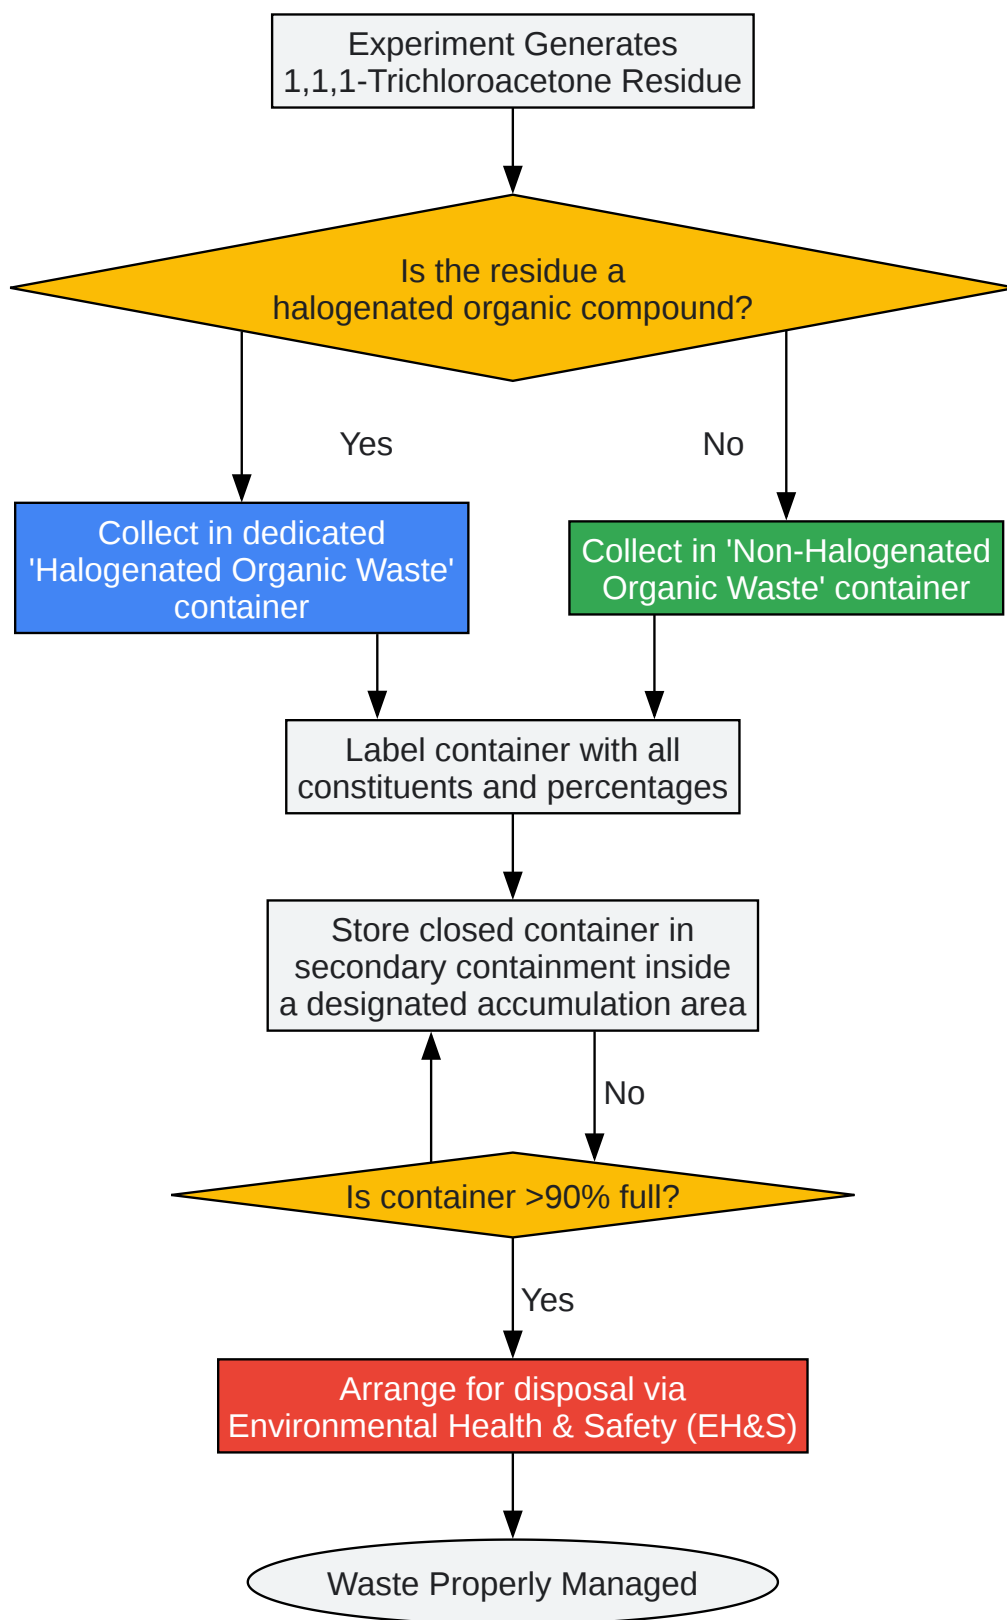 Experiment Generates
1,1,1-Trichloroacetone Residue
Is the residue a
halogenated organic compound?
Yes
No
Collect in dedicated
'Halogenated Organic Waste'
container
Collect in 'Non-Halogenated
Organic Waste' container
Label container with all
constituents and percentages
Store closed container in
secondary containment inside
a designated accumulation area
No
Is container >90% full?
Yes
Arrange for disposal via
Environmental Health & Safety (EH&S)
Waste Properly Managed